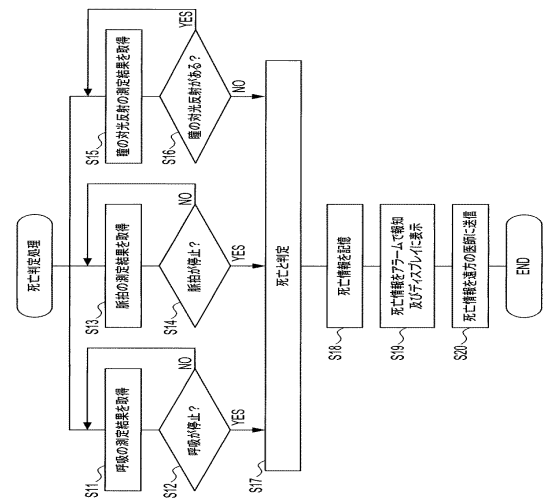 死亡判定処理
S11
呼吸の測定結果を取得
S12
呼吸が停止？
NO
YES
S13
脈拍の測定結果を取得
S14
脈拍が停止？
NO
YES
S15
瞳の対光反射の測定結果を取得
S16
瞳の対光反射がある？
YES
NO
S17
死亡と判定
S18
死亡情報を記憶
S19
死亡情報をアラームで報知
及びディスプレイに表示
S20
死亡情報を遠方の医師に送信
END